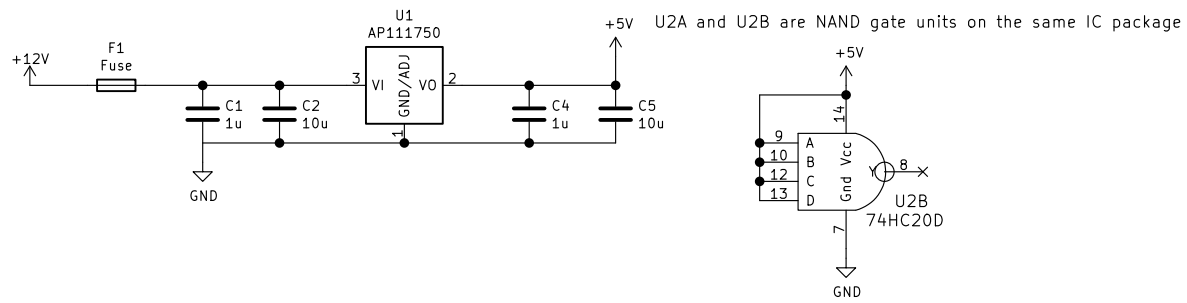 U2A and U2B are NAND gate units on the same IC package
U1
AP111750
+5V
+12V
F1
Fuse
3
VI
GND/ADJ
VO
2
1
C1
1u
C2
10u
C4
1u
C5
10u
GND
+5V
14
9
A
10
B
12
C
13
D
Vcc
Gnd
Y
8
U2B
74HC20D
7
GND